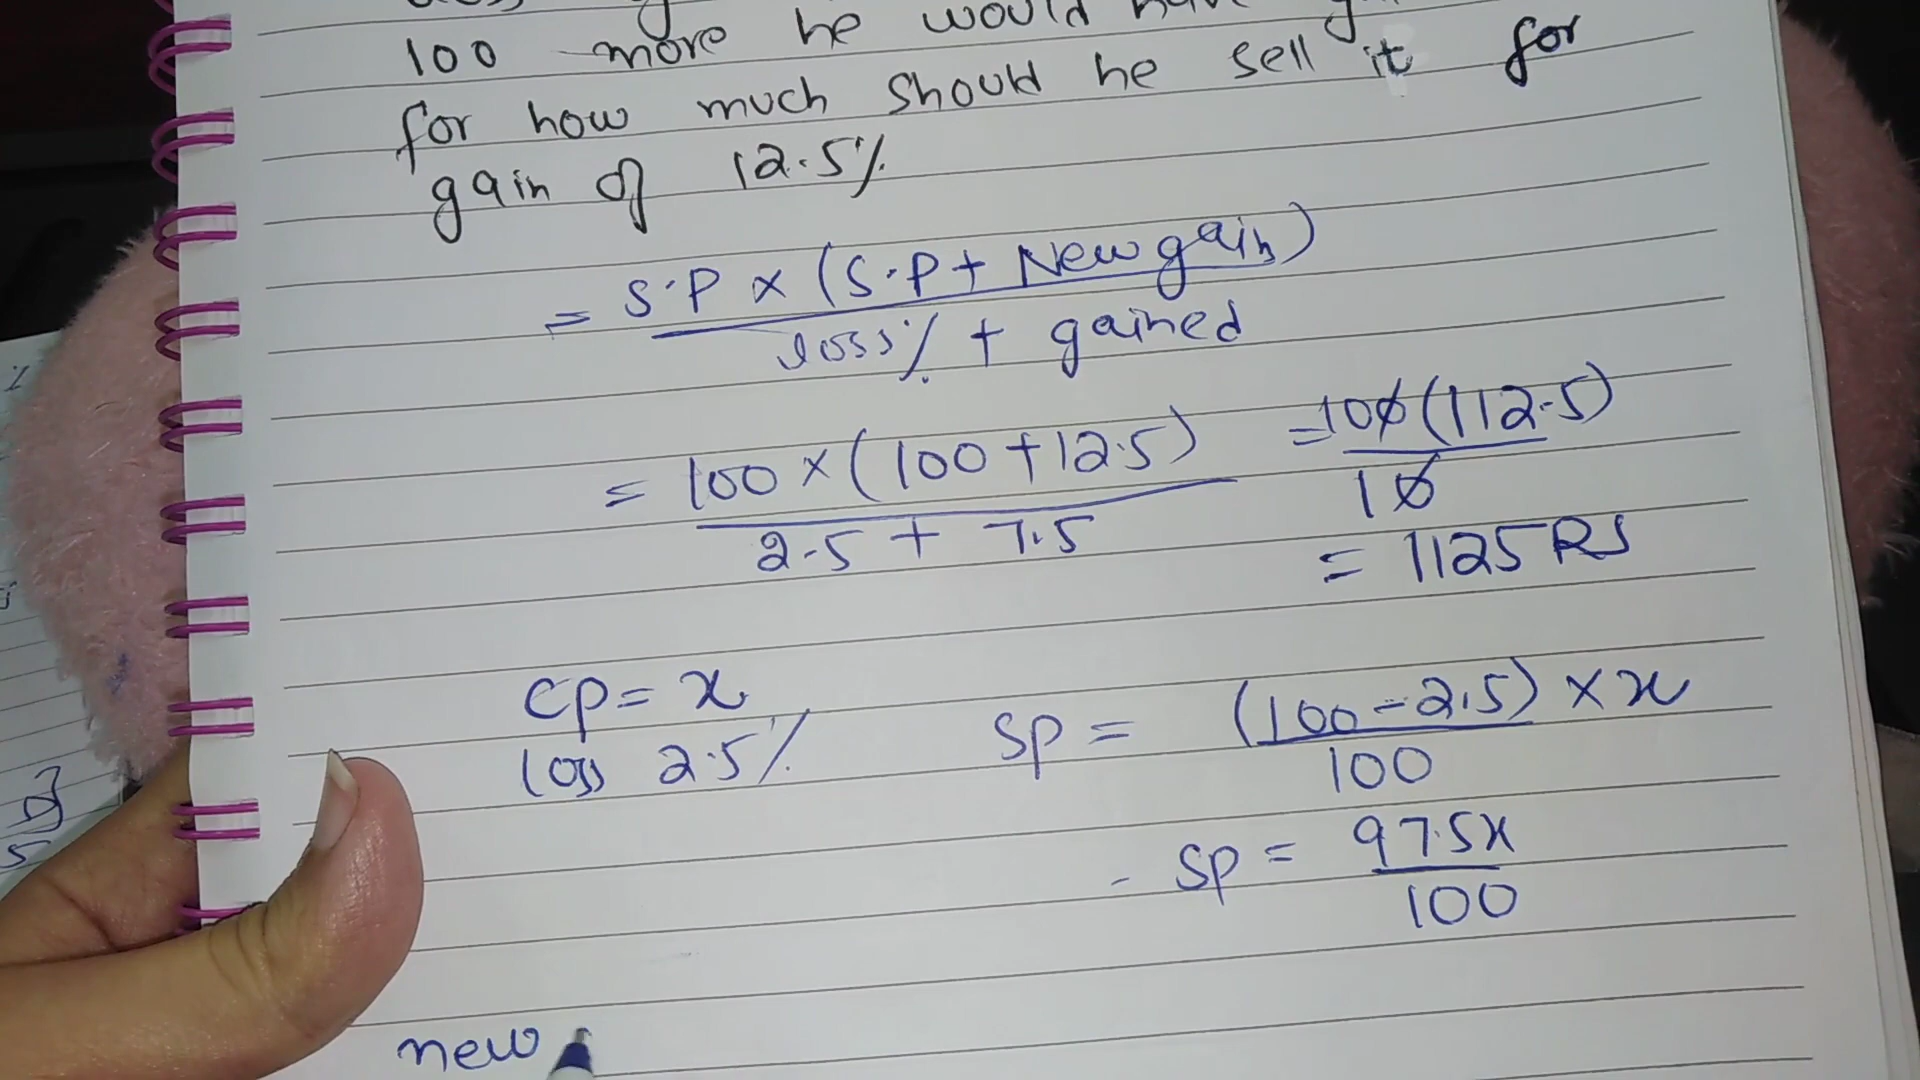 100 more he would have
for how much should he sell it for
gain of 12.5%
= S.P × (S.P + New gain)
loss% + gained
= 100 × (100 + 12.5)
2.5 + 7.5
= 100 (112.5)
10
= 1125 RS
CP = x
loss 2.5%
SP = (100 - 2.5) × x
100
- SP = 97.5x
100
new